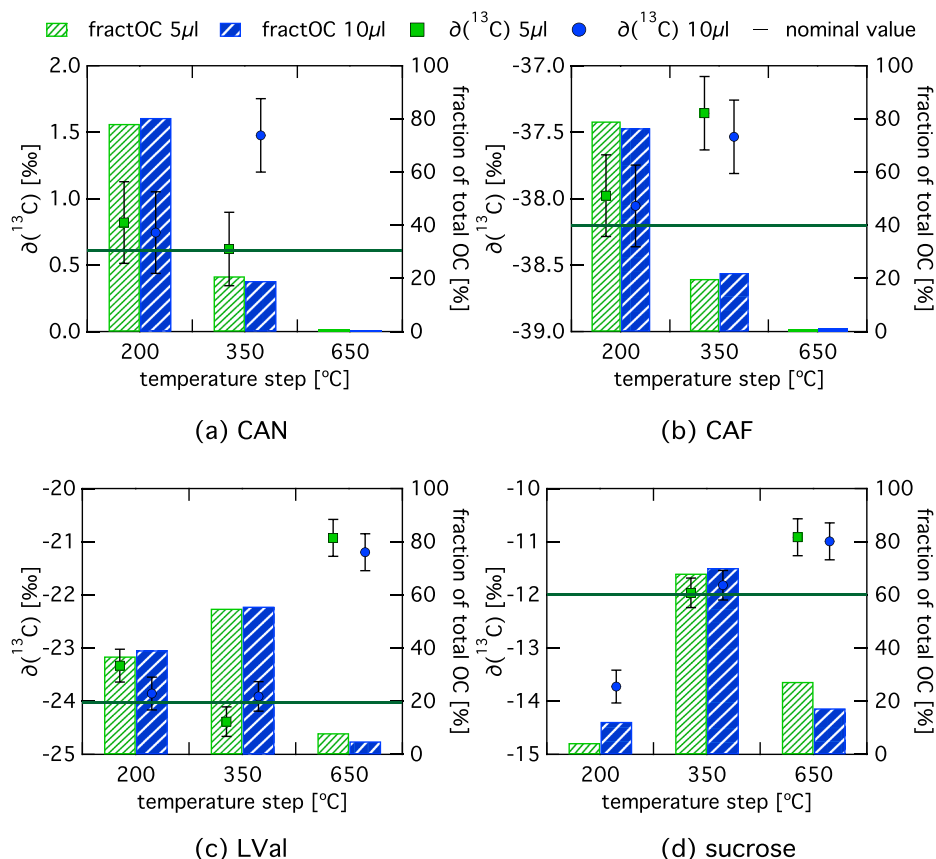 fractOC 5µl fractOC 10µl ∂(¹³C) 5µl ∂(¹³C) 10µl nominal value
2.0
1.5
1.0
0.5
0.0
∂(¹³C) [‰]
100
80
60
40
20
0
fraction of total OC [%]
200 350 650
temperature step [ºC]
(a) CAN
-37.0
-37.5
-38.0
-38.5
-39.0
∂(¹³C) [‰]
100
80
60
40
20
0
fraction of total OC [%]
200 350 650
temperature step [ºC]
(b) CAF
-20
-21
-22
-23
-24
-25
∂(¹³C) [‰]
100
80
60
40
20
0
fraction of total OC [%]
200 350 650
temperature step [ºC]
(c) LVal
-10
-11
-12
-13
-14
-15
∂(¹³C) [‰]
100
80
60
40
20
0
fraction of total OC [%]
200 350 650
temperature step [ºC]
(d) sucrose